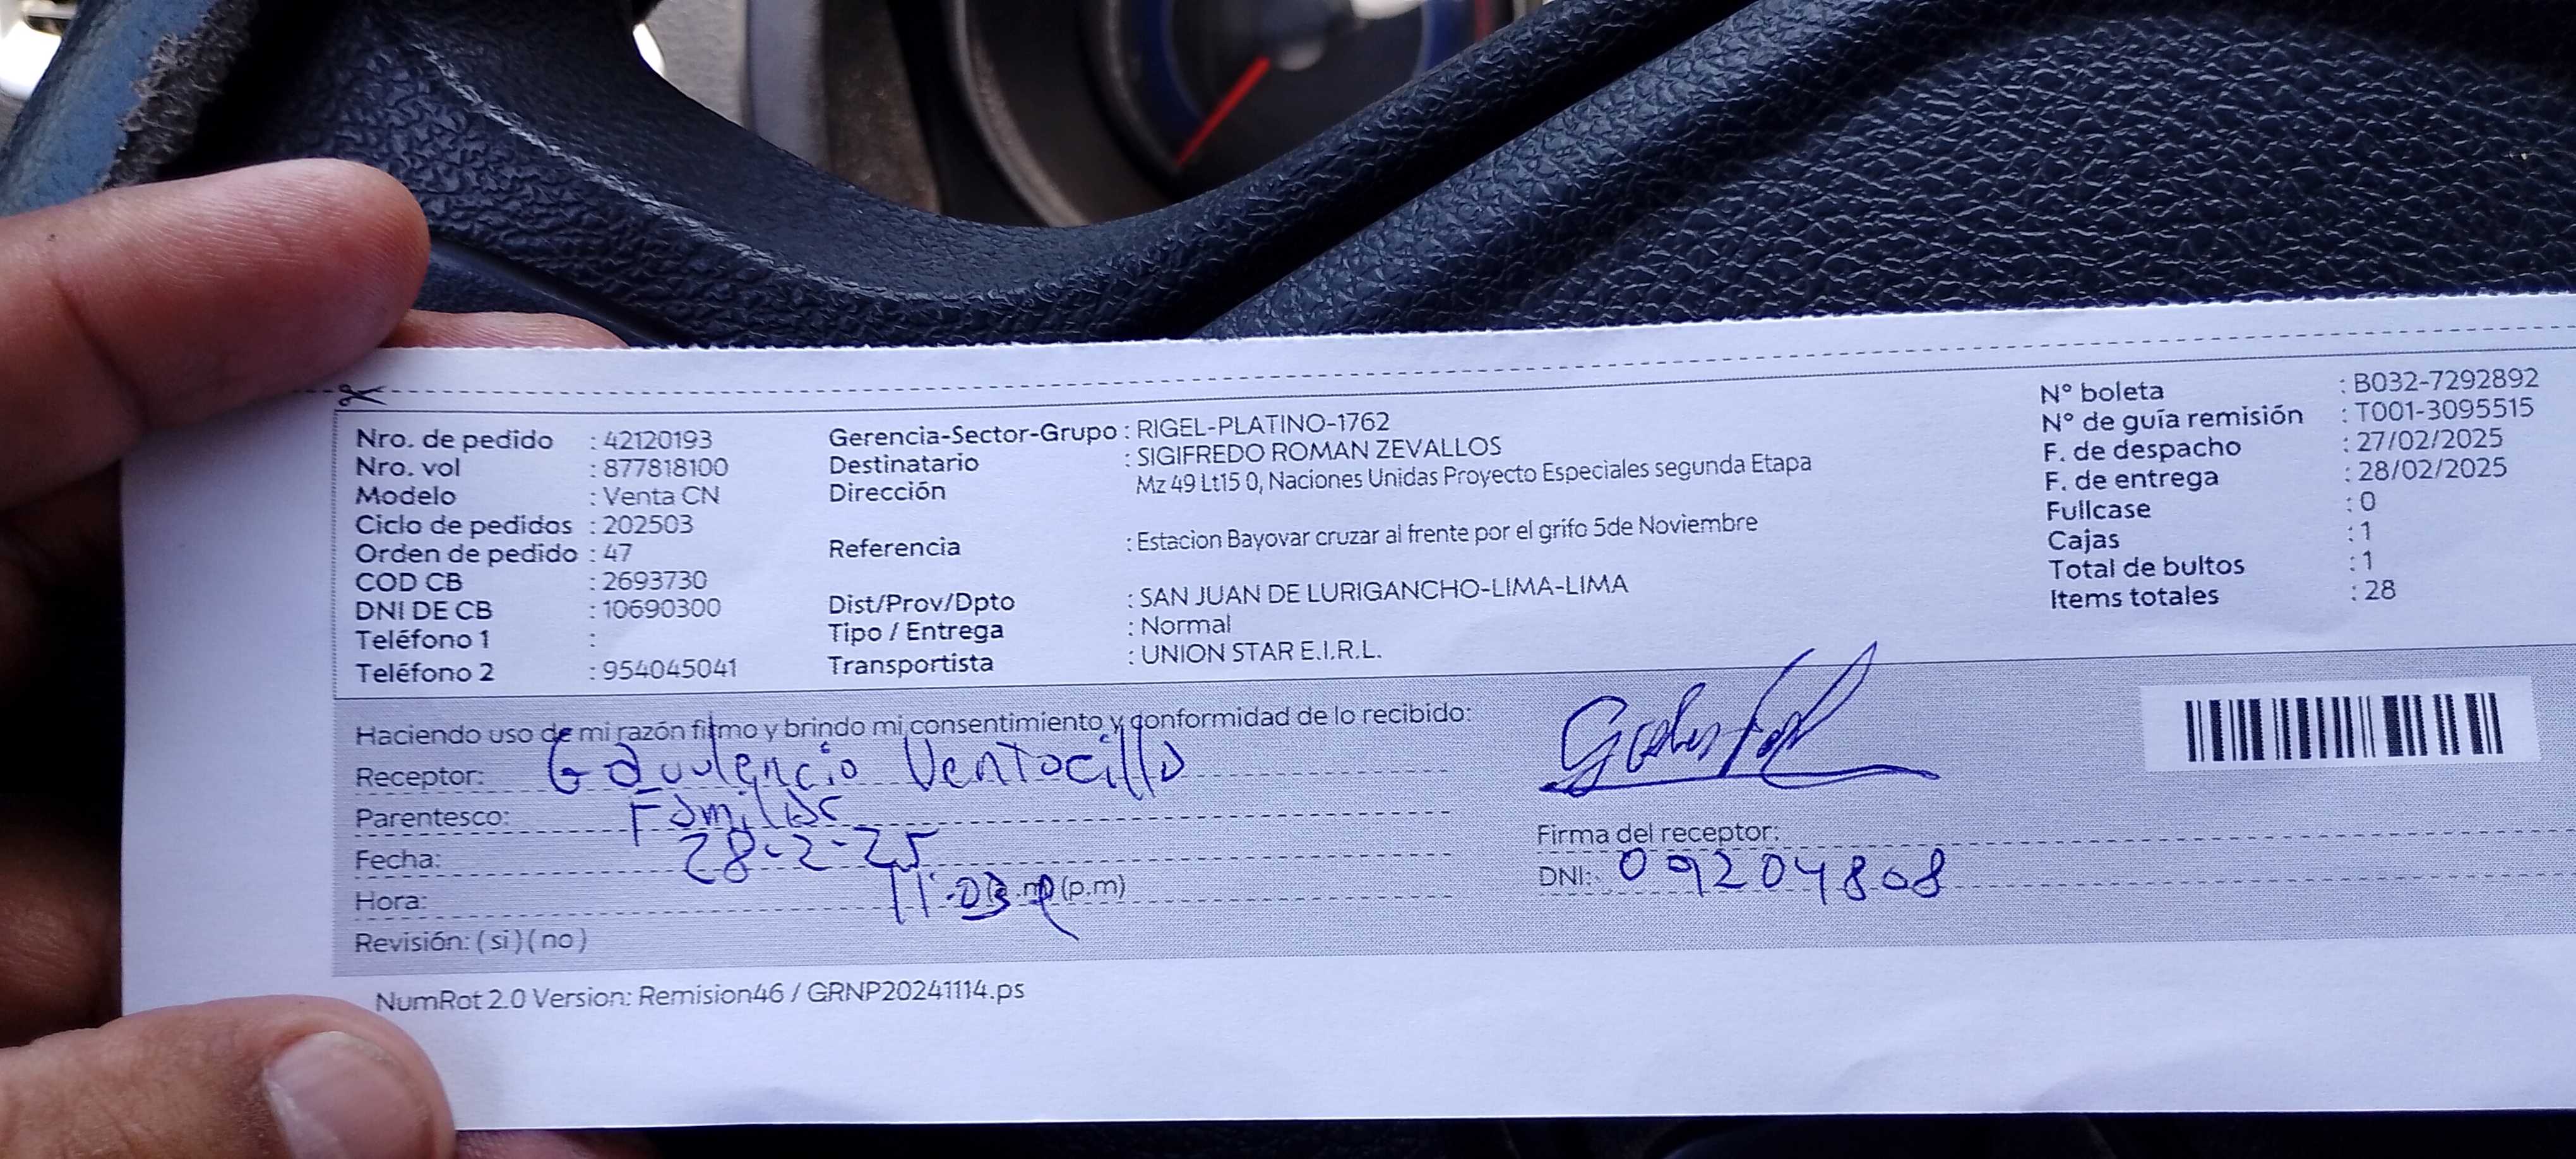 Nro. de pedido : 42120193
Nro. vol : 877818100
Modelo : Venta CN
Ciclo de pedidos : 202503
Orden de pedido : 47
COD CB : 2693730
DNI DE CB : 10690300
Teléfono 1 :
Teléfono 2 : 954045041
Gerencia-Sector-Grupo : RIGEL-PLATINO-1762
Destinatario : SIGIFREDO ROMAN ZEVALLOS
Dirección Mz 49 Lt15 0, Naciones Unidas Proyecto Especiales segunda Etapa
Referencia : Estacion Bayovar cruzar al frente por el grifo 5de Noviembre
Dist/Prov/Dpto : SAN JUAN DE LURIGANCHO-LIMA-LIMA
Tipo / Entrega : Normal
Transportista : UNION STAR E.I.R.L.
N° boleta : B032-7292892
N° de guía remisión : T001-3095515
F. de despacho : 27/02/2025
F. de entrega : 28/02/2025
Fullcase : 0
Cajas : 1
Total de bultos : 1
Items totales : 28
Haciendo uso de mi razón firmo y brindo mi consentimiento y conformidad de lo recibido:
Receptor: Ventocilla
Parentesco: Familiar
Fecha: 28-2-25
Hora: 11:03 (p.m)
Revisión: (si)(no)
Firma del receptor:
DNI: 09204808
NumRot 2.0 Version: Remision46 / GRNP20241114.ps